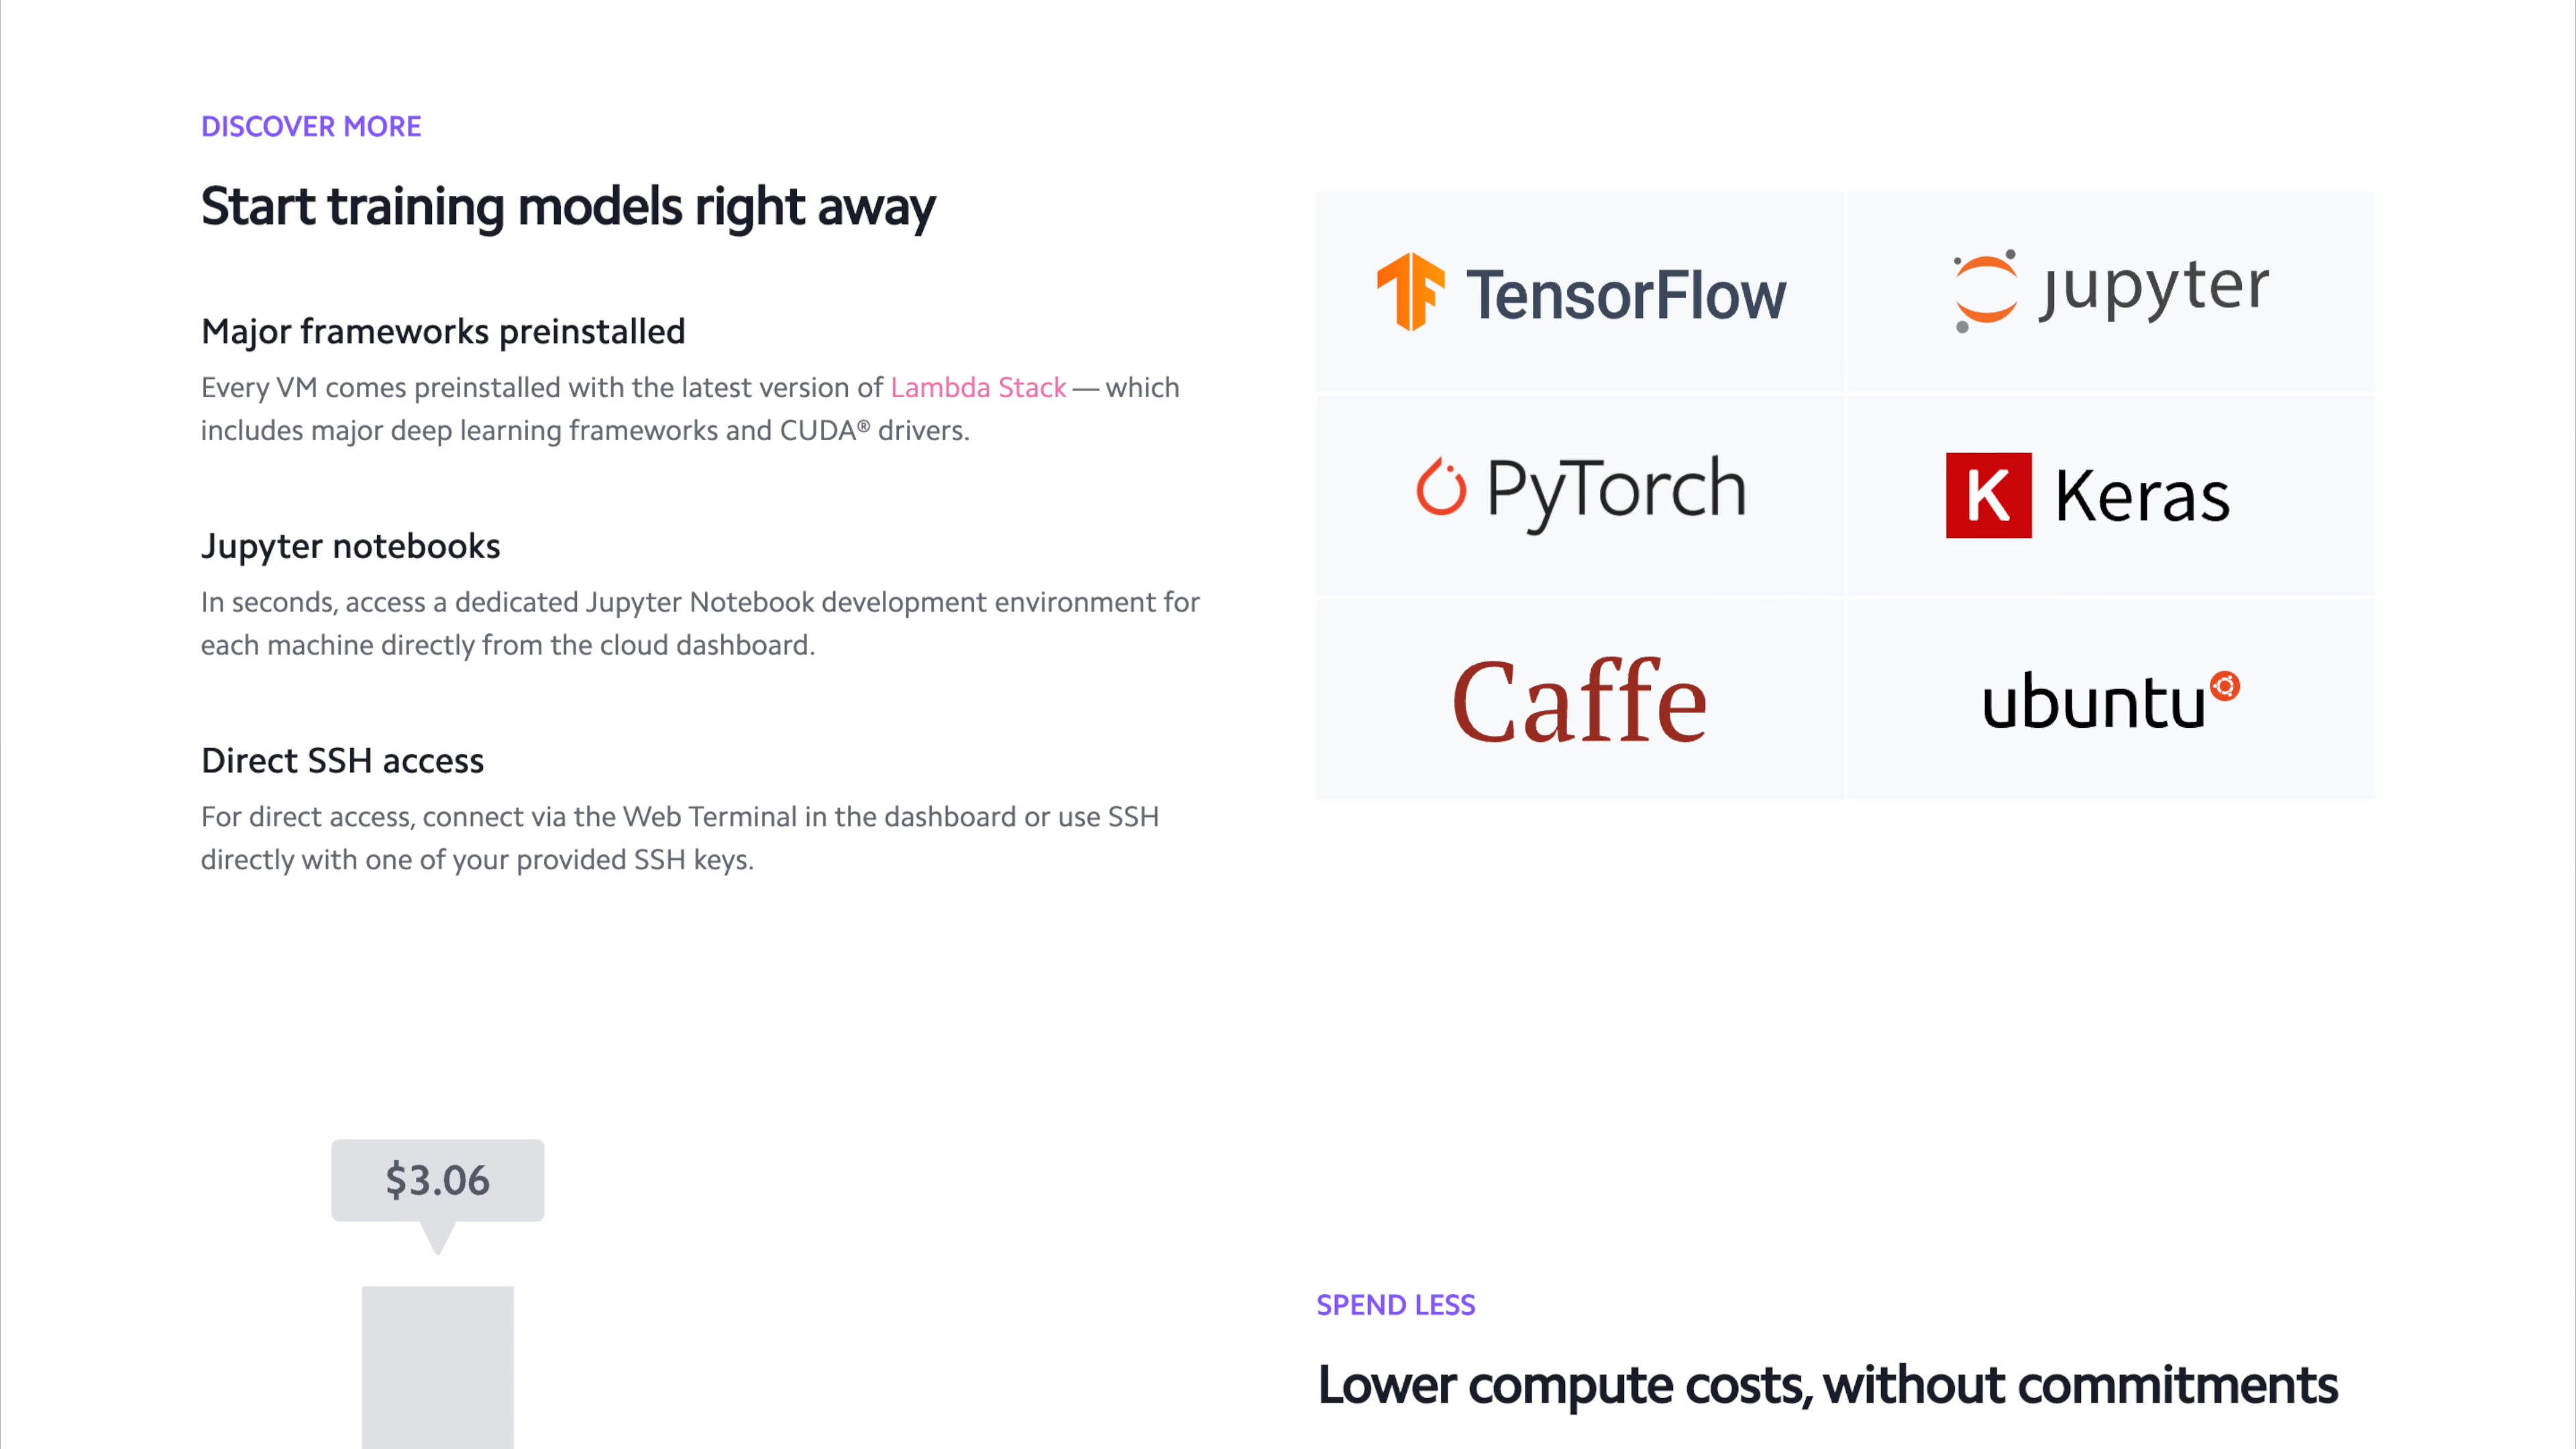 DISCOVER MORE
Start training models right away
Major frameworks preinstalled
Every VM comes preinstalled with the latest version of Lambda Stack — which
includes major deep learning frameworks and CUDA® drivers.
Jupyter notebooks
In seconds, access a dedicated Jupyter Notebook development environment for
each machine directly from the cloud dashboard.
Direct SSH access
For direct access, connect via the Web Terminal in the dashboard or use SSH
directly with one of your provided SSH keys.
TensorFlow
jupyter
PyTorch
K Keras
Caffe
ubuntu
$3.06
SPEND LESS
Lower compute costs, without commitments